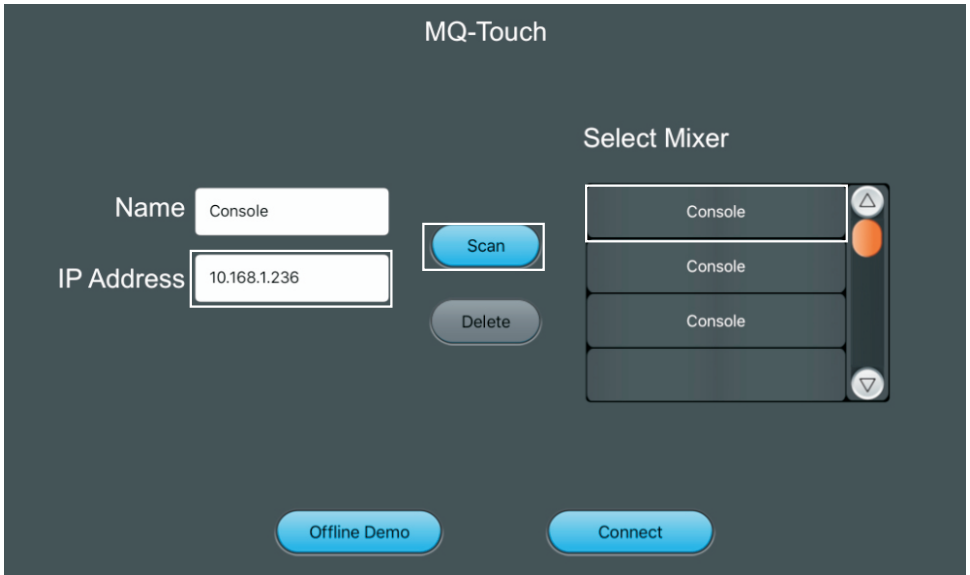 MQ-Touch
Select Mixer
Name
Console
IP Address
10.168.1.236
Scan
Delete
Console
Console
Console
Offline Demo
Connect